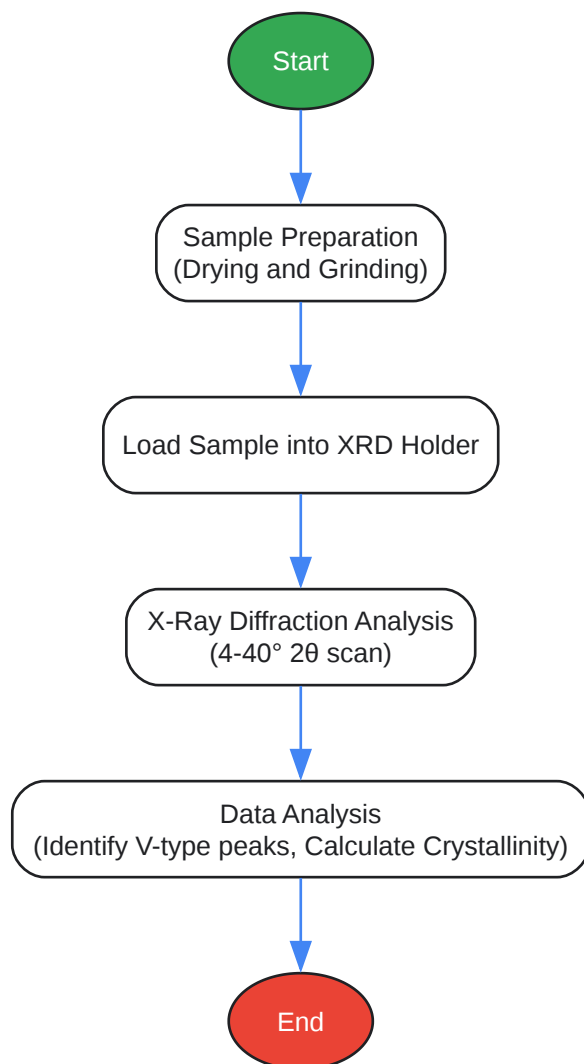 Start
Sample Preparation
(Drying and Grinding)
Load Sample into XRD Holder
X-Ray Diffraction Analysis
(4-40° 2θ scan)
Data Analysis
(Identify V-type peaks, Calculate Crystallinity)
End